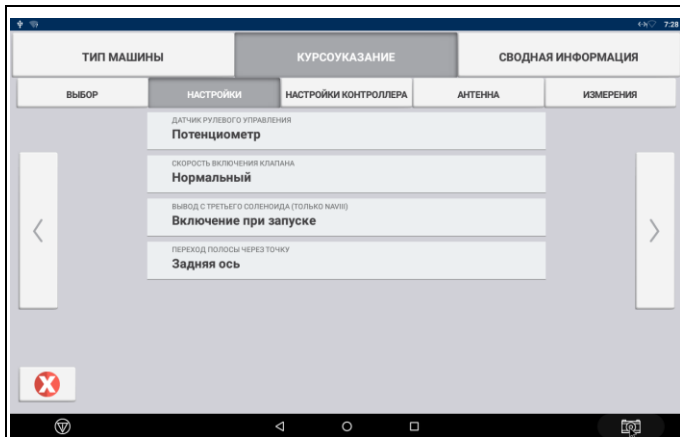 7:28
ТИП МАШИНЫ
КУРСОУКАЗАНИЕ
СВОДНАЯ ИНФОРМАЦИЯ
ВЫБОР
НАСТРОЙКИ
НАСТРОЙКИ КОНТРОЛЛЕРА
АНТЕННА
ИЗМЕРЕНИЯ
ДАТЧИК РУЛЕВОГО УПРАВЛЕНИЯ
Потенциометр
СКОРОСТЬ ВКЛЮЧЕНИЯ КЛАПАНА
Нормальный
ВЫВОД С ТРЕТЬЕГО СОЛЕНОИДА (ТОЛЬКО NAVIII)
Включение при запуске
ПЕРЕХОД ПОЛОСЫ ЧЕРЕЗ ТОЧКУ
Задняя ось